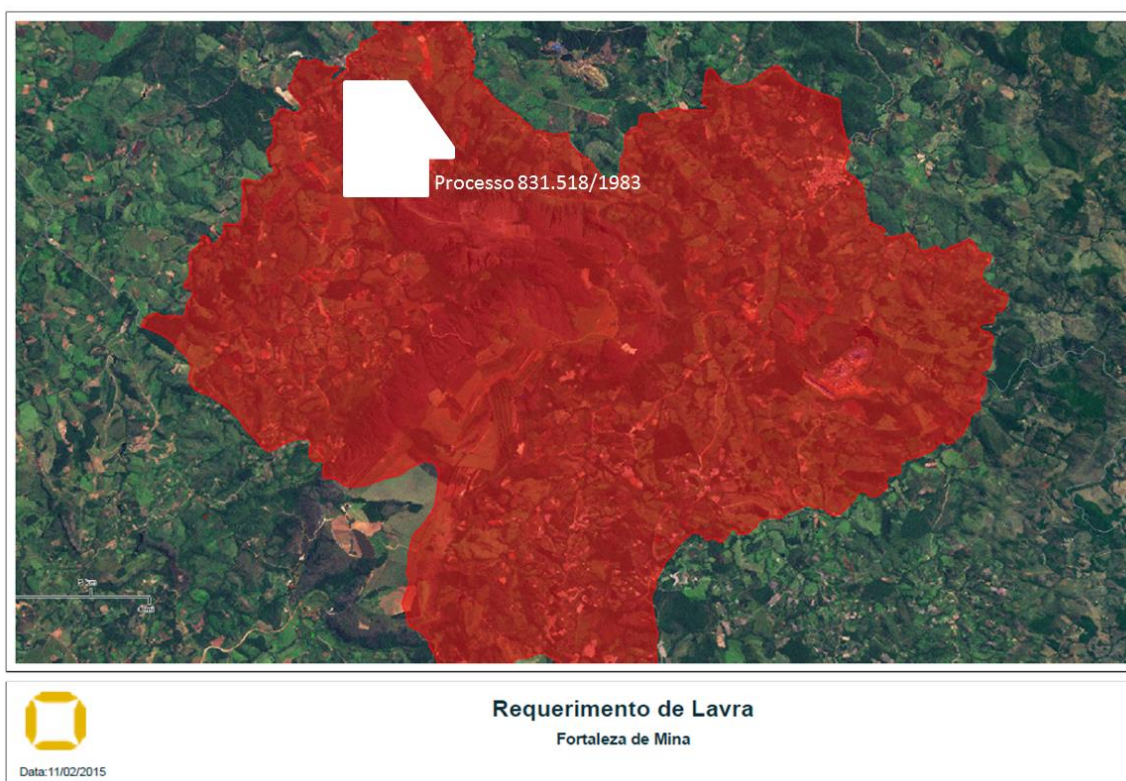 Processo 831.518/1983
Requerimento de Lavra
Fortaleza de Mina
Data:11/02/2015